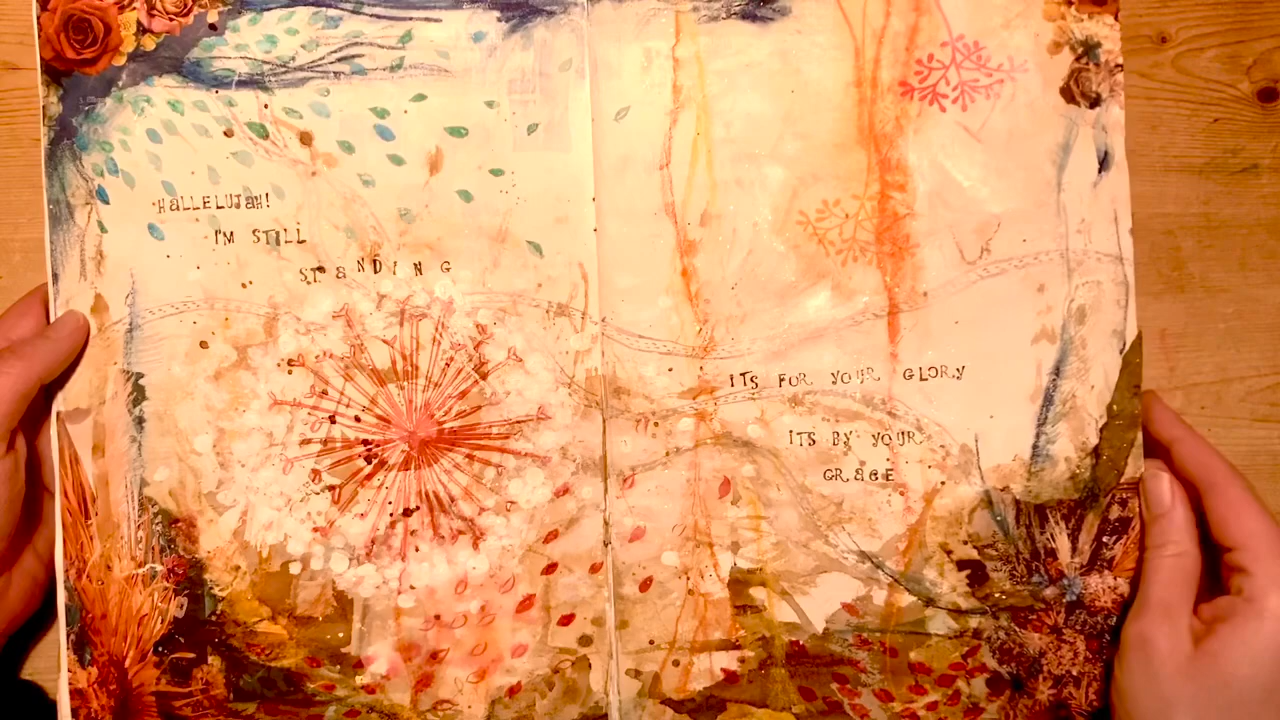 HALLELUJAH!
I'M STILL
STaNDING
ITS FOR YOUR GLORY
ITS BY YOUR
GRaCE